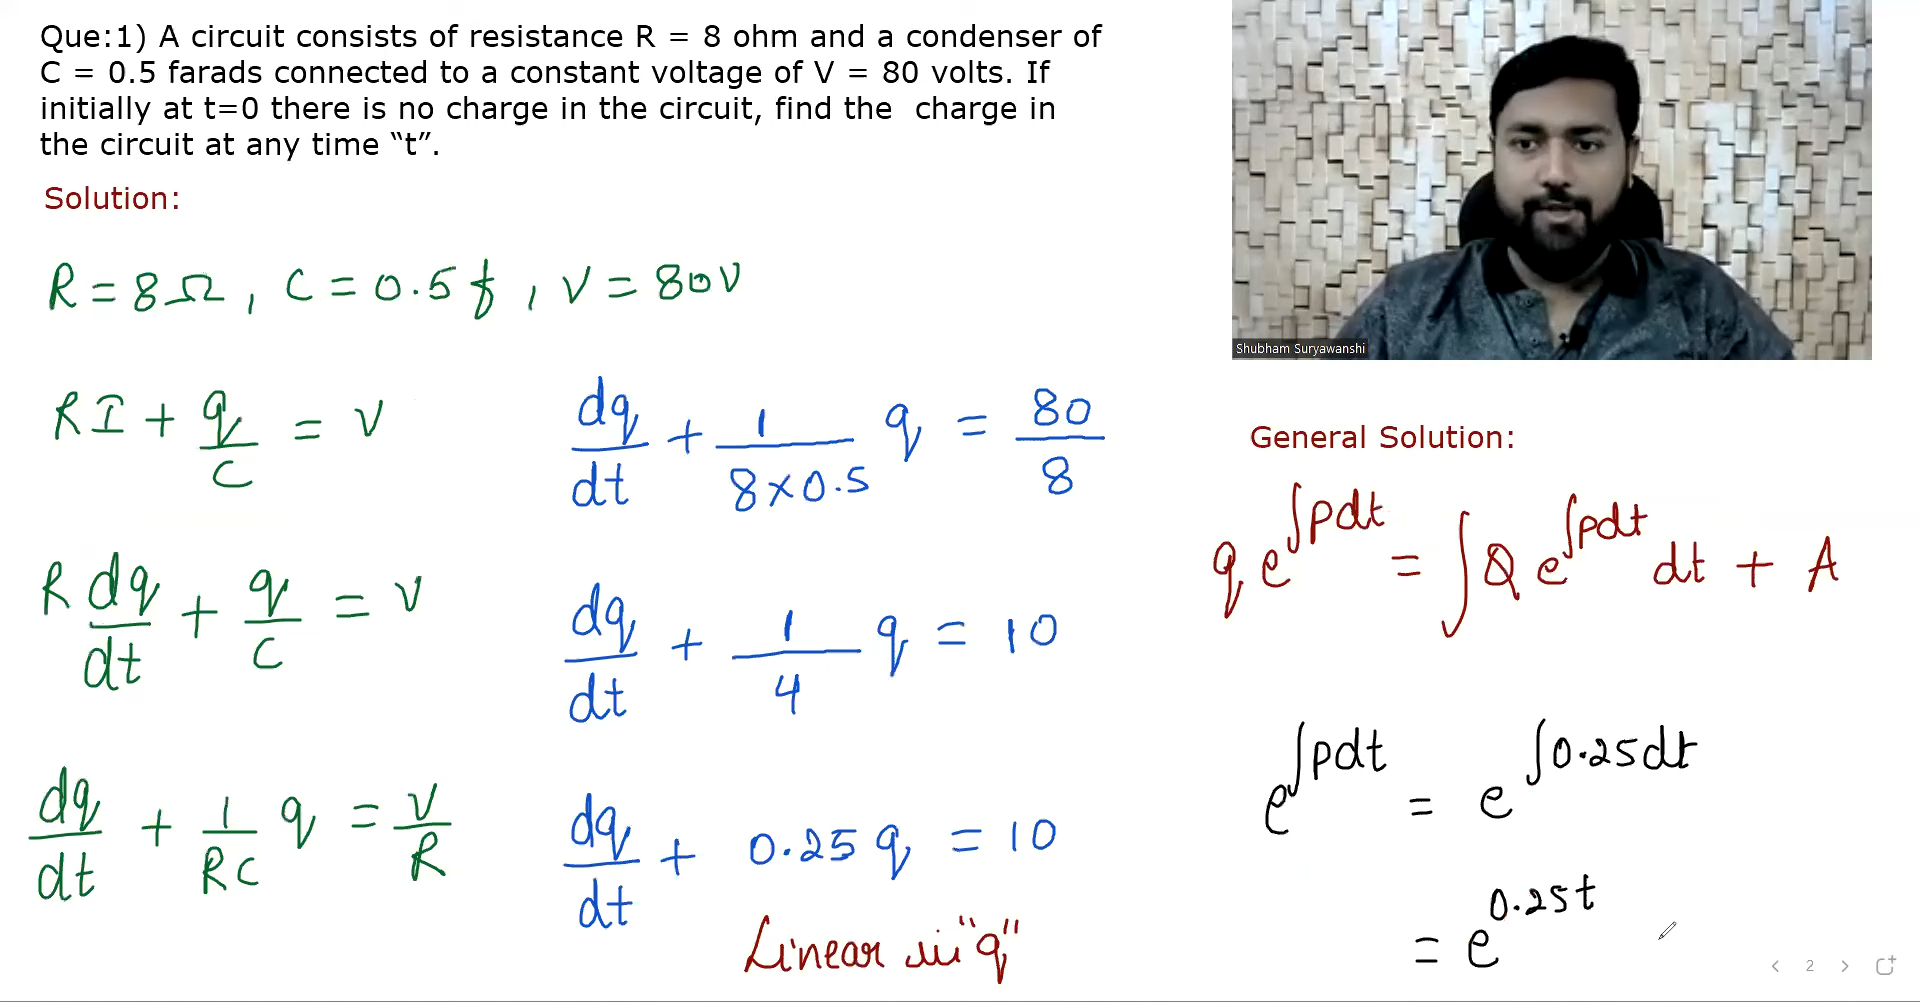 Que:1) A circuit consists of resistance R = 8 ohm and a condenser of
C = 0.5 farads connected to a constant voltage of V = 80 volts. If
initially at t=0 there is no charge in the circuit, find the  charge in
the circuit at any time “t”.
Solution:
R = 8Ω, C = 0.5 f, V = 80V
RI + q/C = V
R dq/dt + q/C = V
dq/dt + 1/RC q = V/R
dq/dt + 1/(8×0.5) q = 80/8
dq/dt + 1/4 q = 10
dq/dt + 0.25 q = 10
Linear in "q"
Shubham Suryawanshi
General Solution:
q e^∫pdt = ∫Q e^∫pdt dt + A
e^∫pdt = e^∫0.25dt
= e^0.25t
2